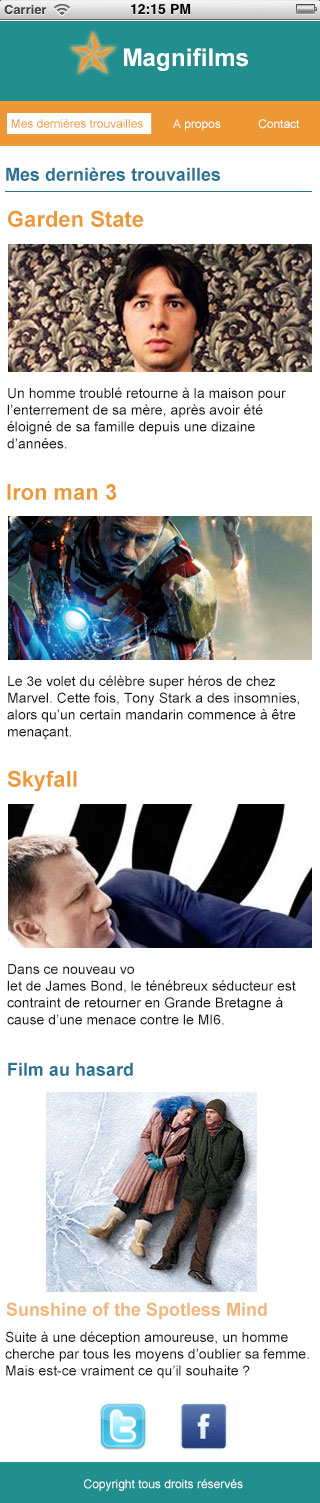 Carrier 12:15 PM
Magnifilms
Mes dernières trouvailles A propos Contact
Mes dernières trouvailles
Garden State
Un homme troublé retourne à la maison pour
l'enterrement de sa mère, après avoir été
éloigné de sa famille depuis une dizaine
d'années.
Iron man 3
Le 3e volet du célèbre super héros de chez
Marvel. Cette fois, Tony Stark a des insomnies,
alors qu'un certain mandarin commence à être
menaçant.
Skyfall
Dans ce nouveau vo
let de James Bond, le ténébreux séducteur est
contraint de retourner en Grande Bretagne à
cause d'une menace contre le MI6.
Film au hasard
Sunshine of the Spotless Mind
Suite à une déception amoureuse, un homme
cherche par tous les moyens d'oublier sa femme.
Mais est-ce vraiment ce qu'il souhaite ?
Copyright tous droits réservés